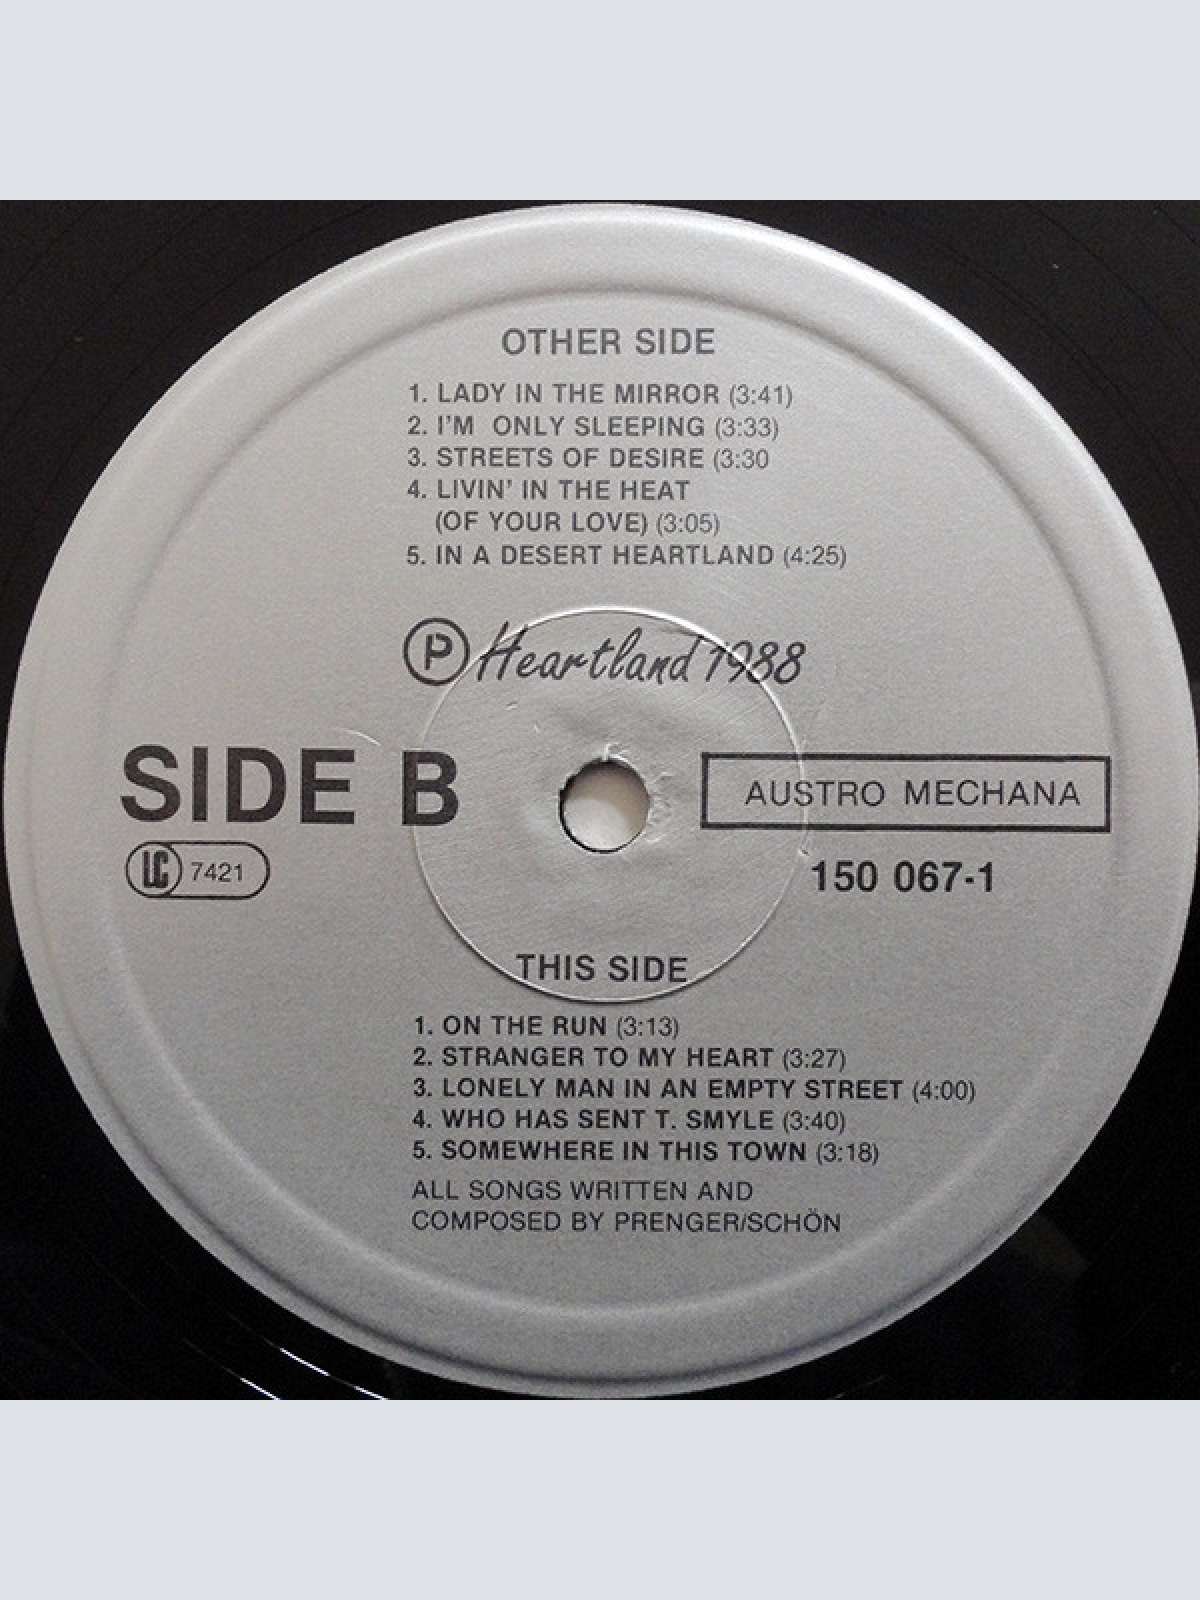 OTHER SIDE
1. LADY IN THE MIRROR (3:41)
2. I'M ONLY SLEEPING (3:33)
3. STREETS OF DESIRE (3:30
4. LIVIN' IN THE HEAT
(OF YOUR LOVE) (3:05)
5. IN A DESERT HEARTLAND (4:25)
Ⓟ Heartland 1988
SIDE B
AUSTRO MECHANA
LC 7421
150 067-1
THIS SIDE
1. ON THE RUN (3:13)
2. STRANGER TO MY HEART (3:27)
3. LONELY MAN IN AN EMPTY STREET (4:00)
4. WHO HAS SENT T. SMYLE (3:40)
5. SOMEWHERE IN THIS TOWN (3:18)
ALL SONGS WRITTEN AND
COMPOSED BY PRENGER/SCHÖN